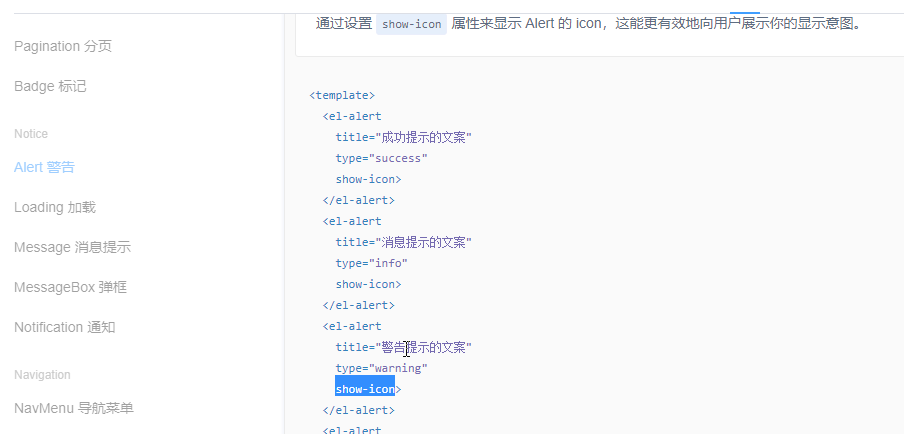 通过设置 show-icon 属性来显示 Alert 的 icon，这能更有效地向用户展示你的显示意图。
Pagination 分页
Badge 标记
Notice
Alert 警告
Loading 加载
Message 消息提示
MessageBox 弹框
Notification 通知
Navigation
NavMenu 导航菜单
<template>
<el-alert
title="成功提示的文案"
type="success"
show-icon>
</el-alert>
<el-alert
title="消息提示的文案"
type="info"
show-icon>
</el-alert>
<el-alert
title="警告提示的文案"
type="warning"
show-icon>
</el-alert>
<el-alert